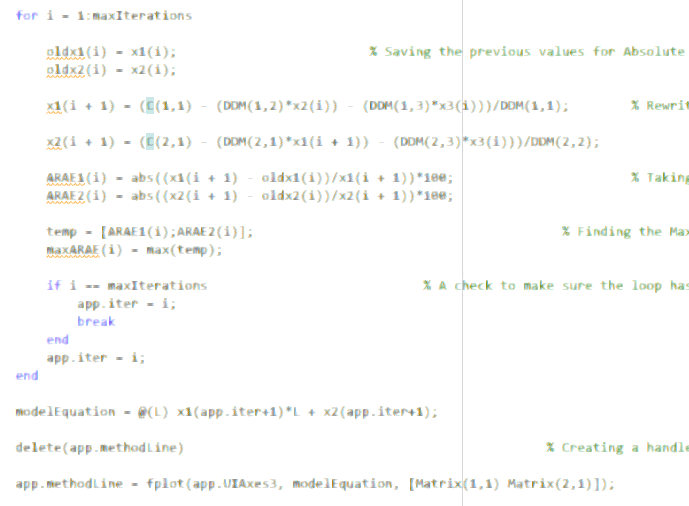 for i = 1:maxIterations
oldx1(i) = x1(i); % Saving the previous values for Absolute
oldx2(i) = x2(i);
x1(i + 1) = (C(1,1) - (DDM(1,2)*x2(i)) - (DDM(1,3)*x3(i)))/DDM(1,1); % Rewrit
x2(i + 1) = (C(2,1) - (DDM(2,1)*x1(i + 1)) - (DDM(2,3)*x3(i)))/DDM(2,2);
ARAE1(i) = abs((x1(i + 1) - oldx1(i))/x1(i + 1))*100; % Taking
ARAE2(i) = abs((x2(i + 1) - oldx2(i))/x2(i + 1))*100;
temp = [ARAE1(i);ARAE2(i)]; % Finding the Max
maxARAE(i) = max(temp);
if i == maxIterations % A check to make sure the loop has
app.iter = i;
break
end
app.iter = i;
end
modelEquation = @(L) x1(app.iter+1)*L + x2(app.iter+1);
delete(app.methodLine) % Creating a handle
app.methodLine = fplot(app.UIAxes3, modelEquation, [Matrix(1,1) Matrix(2,1)]);